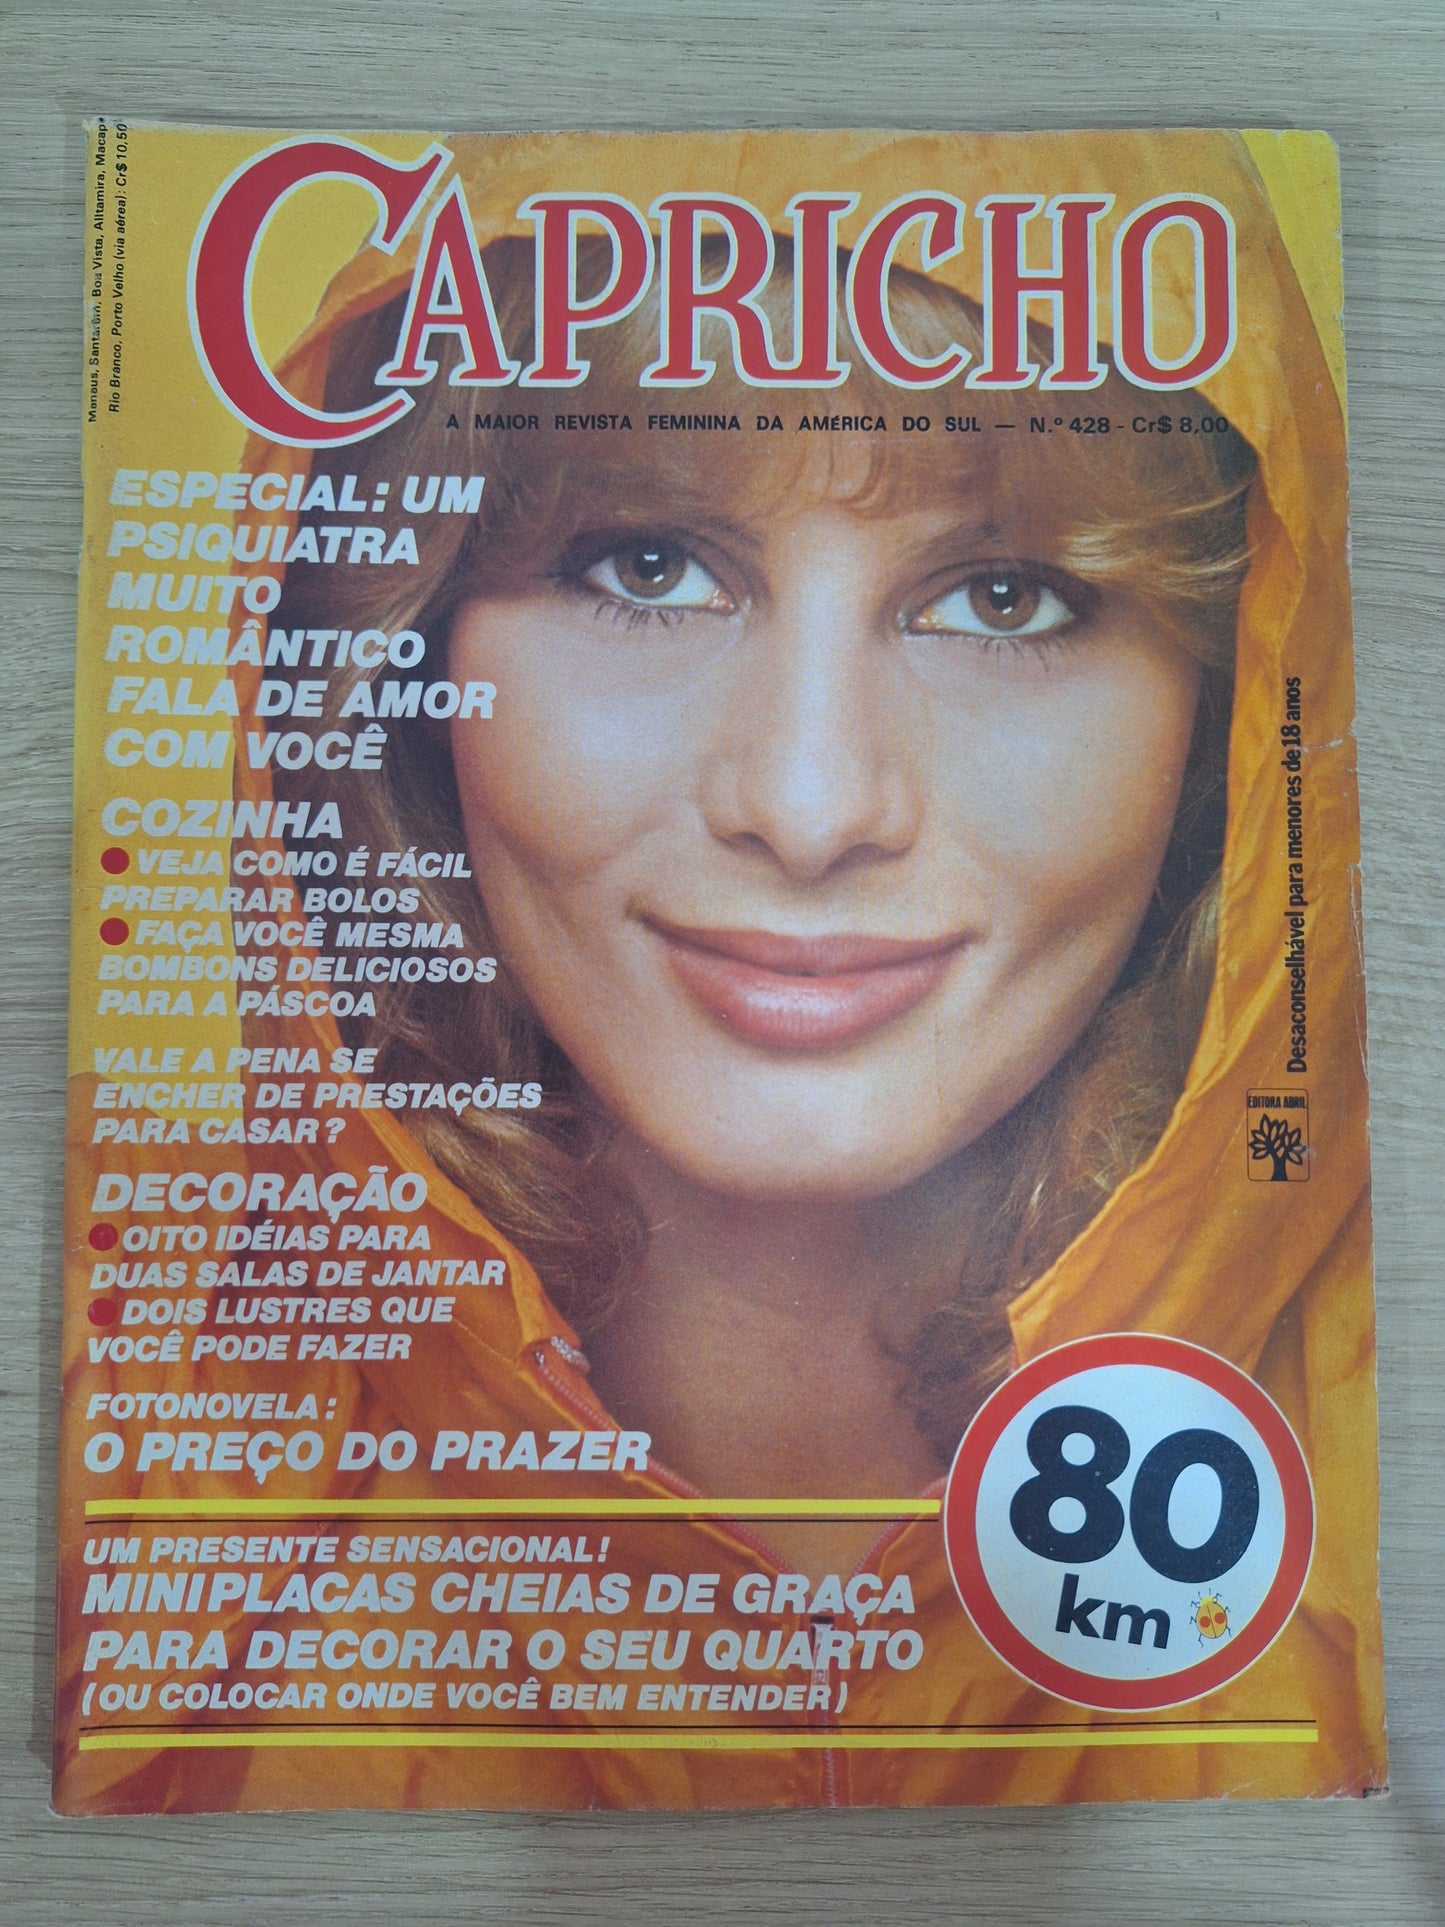 Manaus, Santarém, Boa Vista, Alltamira, Macap
Rio Branco, Porto Velho (via aérea): Cr$ 10,50
CAPRICHO
A MAIOR REVISTA FEMININA DA AMÉRICA DO SUL — N.º 428 - Cr$ 8,00
ESPECIAL: UM
PSIQUIATRA
MUITO
ROMÂNTICO
FALA DE AMOR
COM VOCÊ
COZINHA
● VEJA COMO É FÁCIL
PREPARAR BOLOS
● FAÇA VOCÊ MESMA
BOMBONS DELICIOSOS
PARA A PÁSCOA
VALE A PENA SE
ENCHER DE PRESTAÇÕES
PARA CASAR?
DECORAÇÃO
● OITO IDÉIAS PARA
DUAS SALAS DE JANTAR
● DOIS LUSTRES QUE
VOCÊ PODE FAZER
FOTONOVELA:
O PREÇO DO PRAZER
Desaconselhável para menores de 18 anos
EDITORA ABRIL
UM PRESENTE SENSACIONAL!
MINIPLACAS CHEIAS DE GRAÇA
PARA DECORAR O SEU QUARTO
(OU COLOCAR ONDE VOCÊ BEM ENTENDER)
80
km